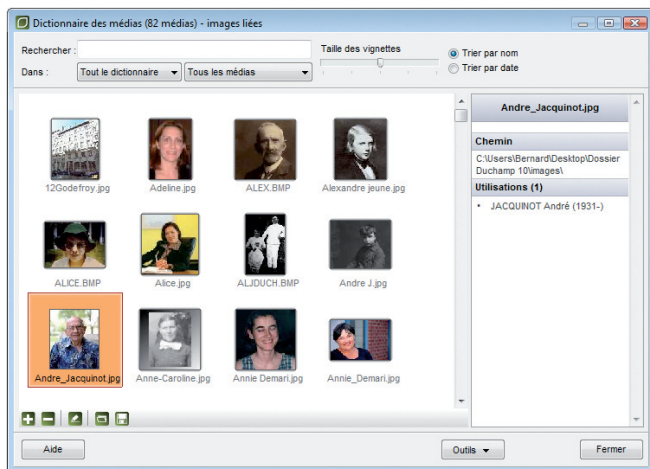 Dictionnaire des médias (82 médias) - images liées
Rechercher :
Taille des vignettes
Trier par nom
Dans :
Tout le dictionnaire
Tous les médias
Trier par date
12Godefroy.jpg
Adeline.jpg
ALEX.BMP
Alexandre jeune.jpg
ALICE.BMP
Alice.jpg
ALJDUCH.BMP
Andre J.jpg
Andre_Jacquinot.jpg
Anne-Caroline.jpg
Annie Demari.jpg
Annie_Demari.jpg
Andre_Jacquinot.jpg
Chemin
C:\Users\Bernard\Desktop\Dossier
Duchamp 10\images\
Utilisations (1)
• JACQUINOT André (1931-)
Aide
Outils
Fermer